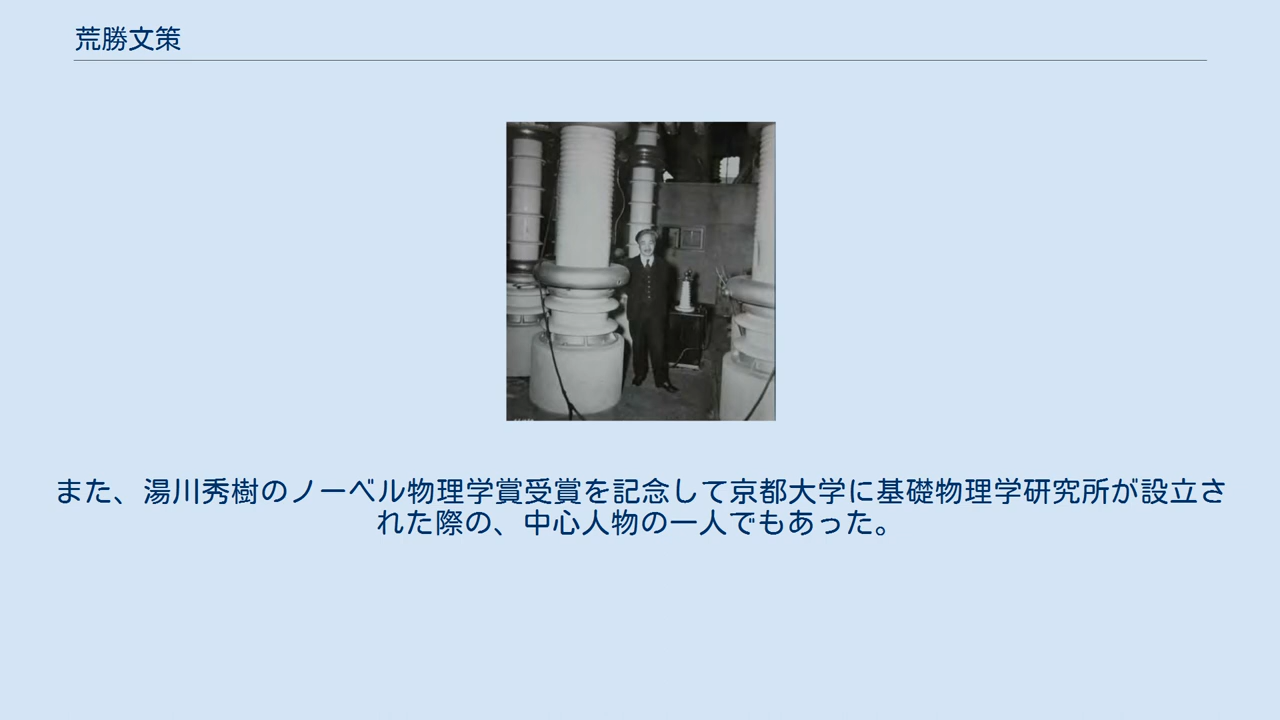 荒勝文策
また、湯川秀樹のノーベル物理学賞受賞を記念して京都大学に基礎物理学研究所が設立さ
れた際の、中心人物の一人でもあった。